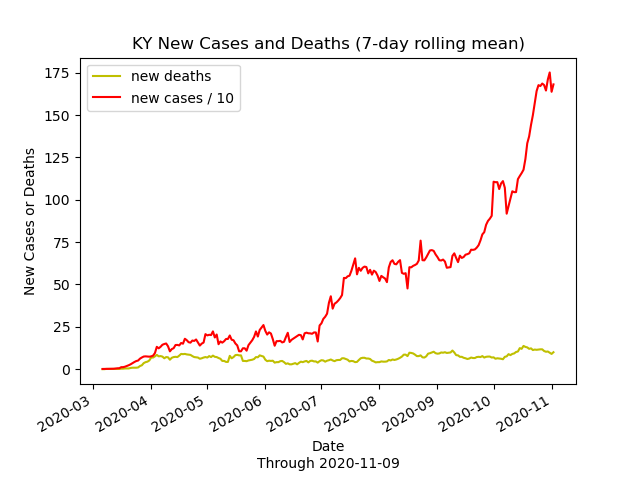 KY New Cases and Deaths (7-day rolling mean)
new deaths
new cases / 10
175
150
125
100
75
50
25
0
New Cases or Deaths
2020-03
2020-04
2020-05
2020-06
2020-07
2020-08
2020-09
2020-10
2020-11
Date
Through 2020-11-09